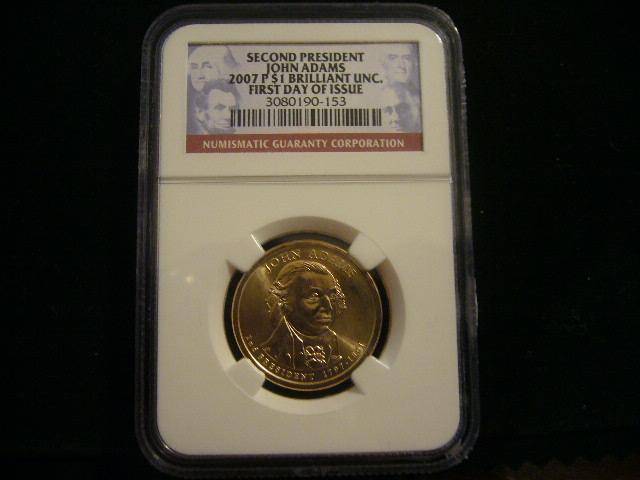 SECOND PRESIDENT
JOHN ADAMS
2007 P $1 BRILLIANT UNC.
FIRST DAY OF ISSUE
3080190-153
NUMISMATIC GUARANTY CORPORATION
JOHN ADAMS
2nd PRESIDENT 1797-1801